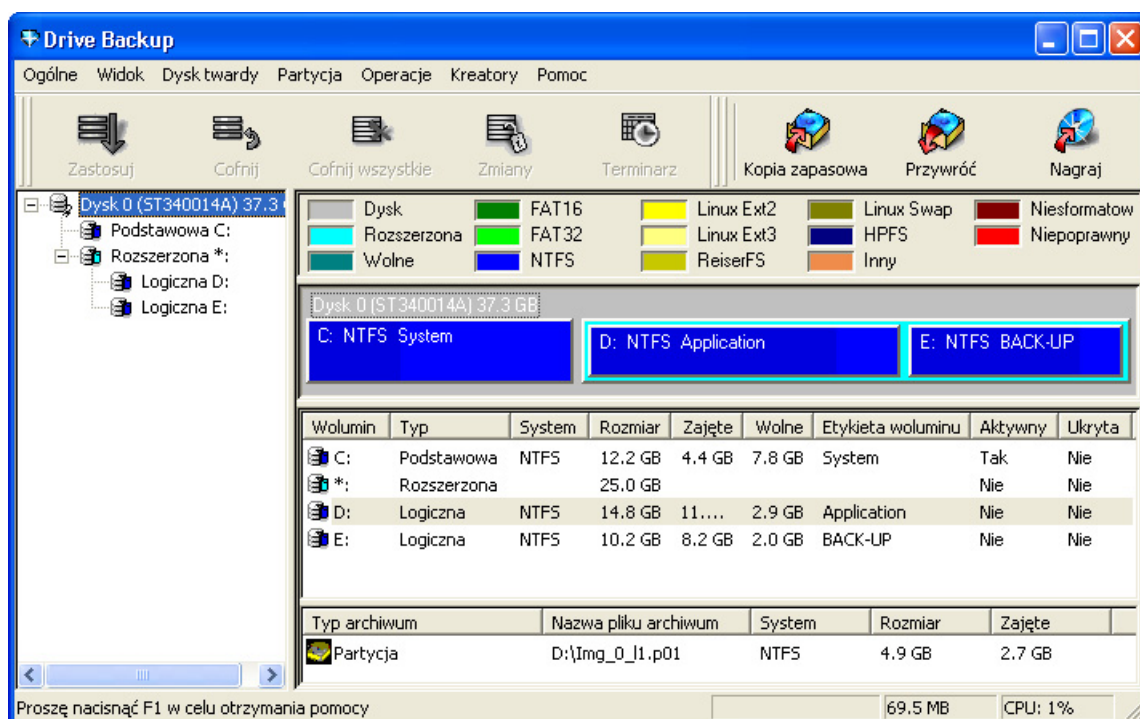 Drive Backup
Ogólne Widok Dysk twardy Partycja Operacje Kreatory Pomoc
Zastosuj Cofnij Cofnij wszystkie Zmiany Terminarz Kopia zapasowa Przywróć Nagraj
Dysk 0 (ST340014A) 37.3
Podstawowa C:
Rozszerzona *:
Logiczna D:
Logiczna E:
Dysk FAT16 Linux Ext2 Linux Swap Niesformatow
Rozszerzona FAT32 Linux Ext3 HPFS Niepoprawny
Wolne NTFS ReiserFS Inny
Dysk 0 (ST340014A) 37.3 GB
C: NTFS System D: NTFS Application E: NTFS BACK-UP
Wolumin Typ System Rozmiar Zajęte Wolne Etykieta woluminu Aktywny Ukryta
C: Podstawowa NTFS 12.2 GB 4.4 GB 7.8 GB System Tak Nie
*: Rozszerzona 25.0 GB Nie Nie
D: Logiczna NTFS 14.8 GB 11.... 2.9 GB Application Nie Nie
E: Logiczna NTFS 10.2 GB 8.2 GB 2.0 GB BACK-UP Nie Nie
Typ archiwum Nazwa pliku archiwum System Rozmiar Zajęte
Partycja D:\Img_0_l1.p01 NTFS 4.9 GB 2.7 GB
Proszę nacisnąć F1 w celu otrzymania pomocy 69.5 MB CPU: 1%